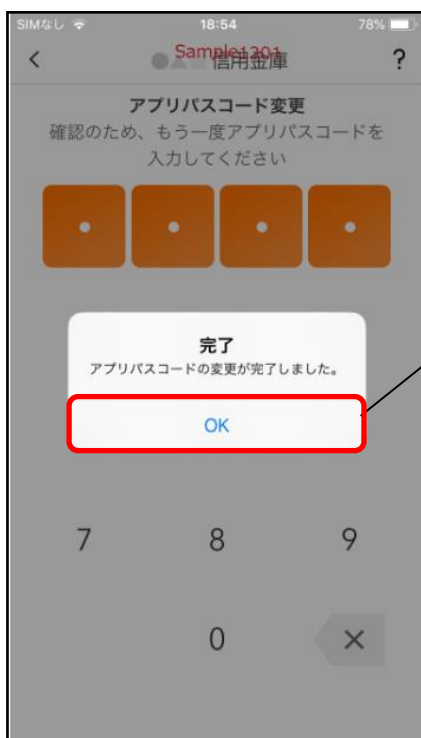 SIMなし 18:54 78%
●▲■信用金庫
Sample1201
?
アプリパスコード変更
確認のため、もう一度アプリパスコードを
入力してください
完了
アプリパスコードの変更が完了しました。
OK
7 8 9
0